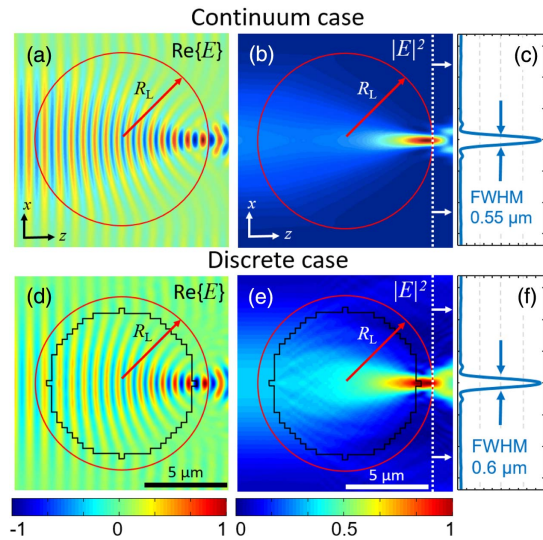 Continuum case
(a) Re{E} (b) |E|² (c)
R_L R_L
FWHM
0.55 μm
x x
z z
Discrete case
(d) Re{E} (e) |E|² (f)
R_L R_L
FWHM
0.6 μm
5 μm 5 μm
-1 0 1 0 0.5 1